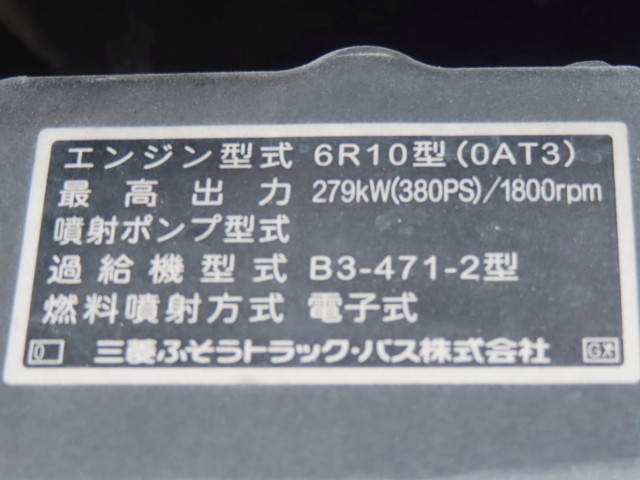 エンジン型式 6R10型(0AT3)
最高出力 279kW(380PS)/1800rpm
噴射ポンプ型式
過給機型式 B3-471-2型
燃料噴射方式 電子式
三菱ふそうトラック・バス株式会社